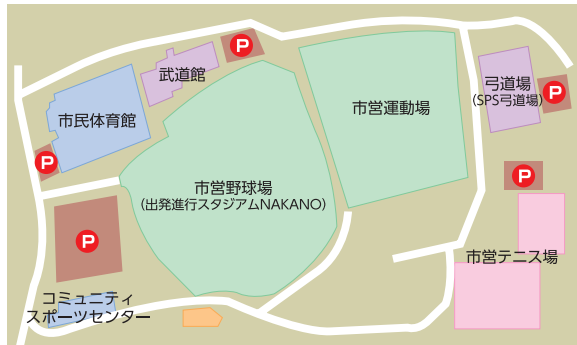 P
武道館
市民体育館
市営運動場
弓道場
(SPS弓道場)
P
P
P
市営野球場
(出発進行スタジアムNAKANO)
P
市営テニス場
コミュニティ
スポーツセンター